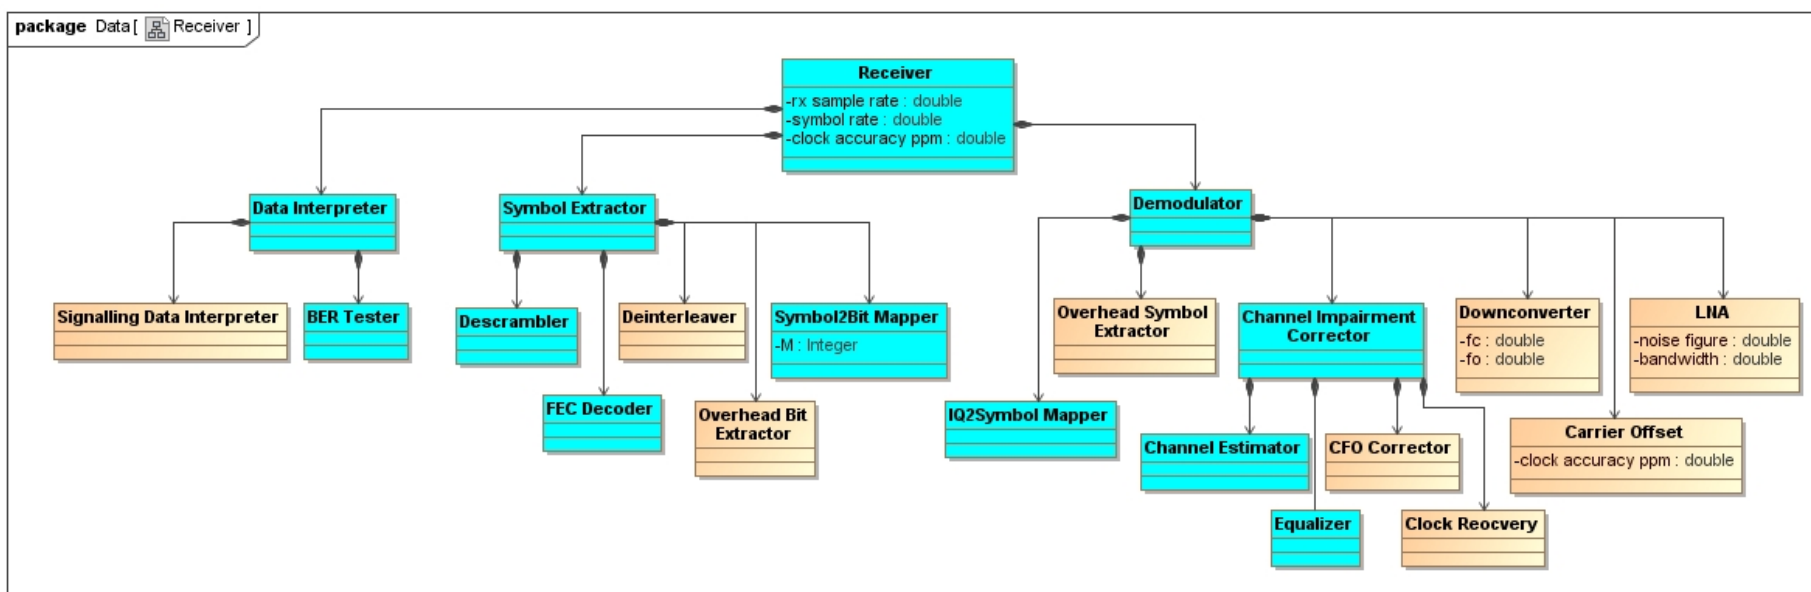 package Data [ Receiver ]
Receiver
-rx sample rate : double
-symbol rate : double
-clock accuracy ppm : double
Data Interpreter
Symbol Extractor
Demodulator
Signalling Data Interpreter
BER Tester
Descrambler
FEC Decoder
Deinterleaver
Overhead Bit
Extractor
Symbol2Bit Mapper
-M : Integer
IQ2Symbol Mapper
Overhead Symbol
Extractor
Channel Impairment
Corrector
Channel Estimator
Equalizer
CFO Corrector
Clock Reocvery
Downconverter
-fc : double
-fo : double
Carrier Offset
-clock accuracy ppm : double
LNA
-noise figure : double
-bandwidth : double